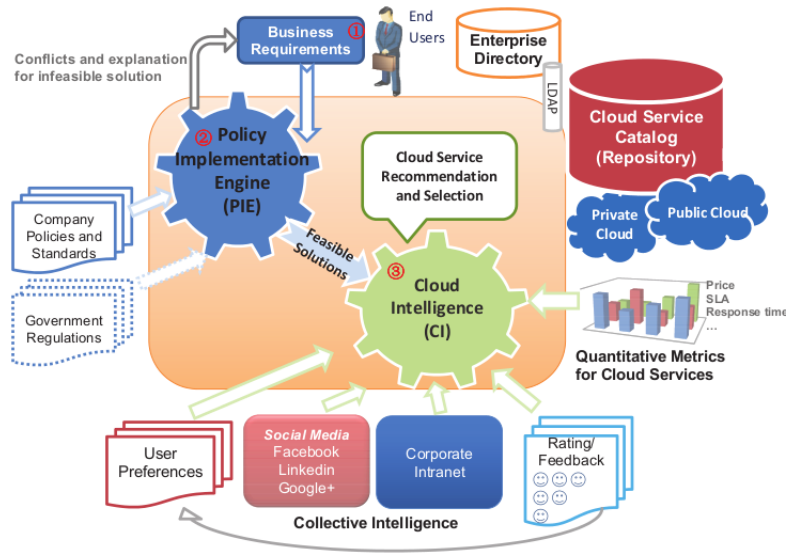 Business
Requirements
①
End
Users
Enterprise
Directory
LDAP
Cloud Service
Catalog
(Repository)
Private
Cloud
Public Cloud
Conflicts and explanation
for infeasible solution
② Policy
Implementation
Engine
(PIE)
Cloud Service
Recommendation
and Selection
Company
Policies and
Standards
Government
Regulations
Feasible
Solutions
③
Cloud
Intelligence
(CI)
Price
SLA
Response time
...
Quantitative Metrics
for Cloud Services
User
Preferences
Social Media
Facebook
Linkedin
Google+
Corporate
Intranet
Rating/
Feedback
Collective Intelligence